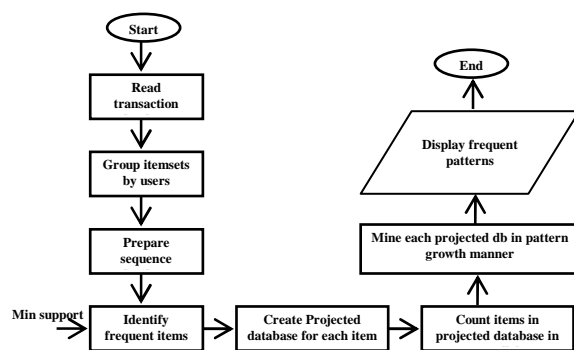 Start
Read
transaction
Group itemsets
by users
Prepare
sequence
Min support
Identify
frequent items
Create Projected
database for each item
Count items in
projected database in
Mine each projected db in pattern
growth manner
Display frequent
patterns
End